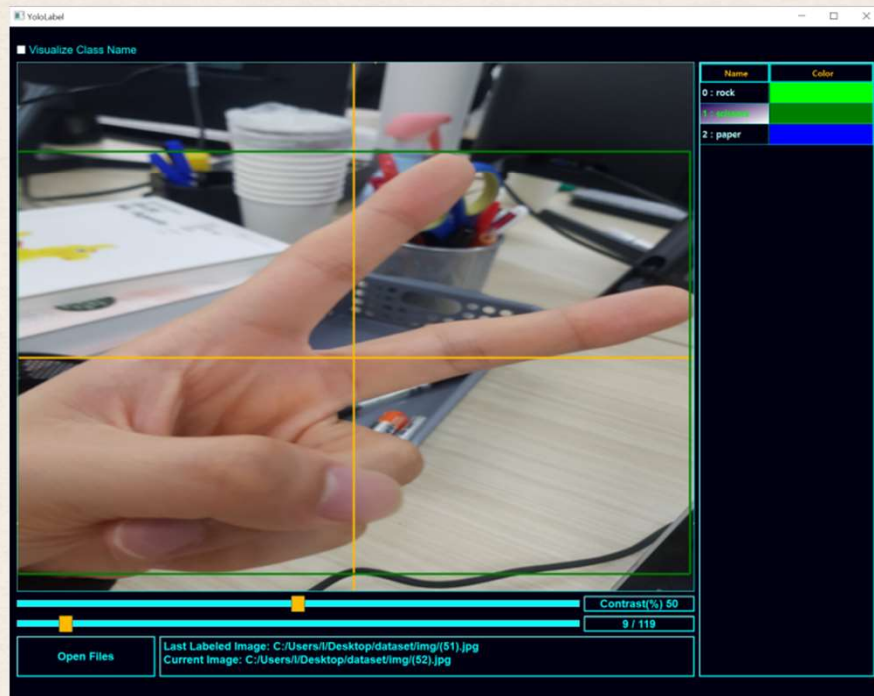 YoloLabel
Visualize Class Name
Name Color
0 : rock
1 :
2 : paper
Contrast(%) 50
9 / 119
Open Files
Last Labeled Image: C:/Users/I/Desktop/dataset/img/(51).jpg
Current Image: C:/Users/I/Desktop/dataset/img/(52).jpg